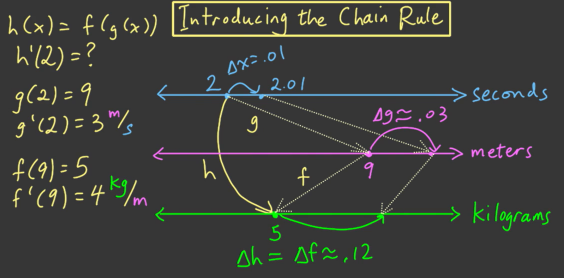 h(x) = f(g(x))
Introducing the Chain Rule
h'(2) = ?
Δx = .01
2
2.01
seconds
g(2) = 9
g'(2) = 3 m/s
g
Δg ≈ .03
meters
9
h
f
f(9) = 5
f'(9) = 4 kg/m
kilograms
5
Δh = Δf ≈ .12